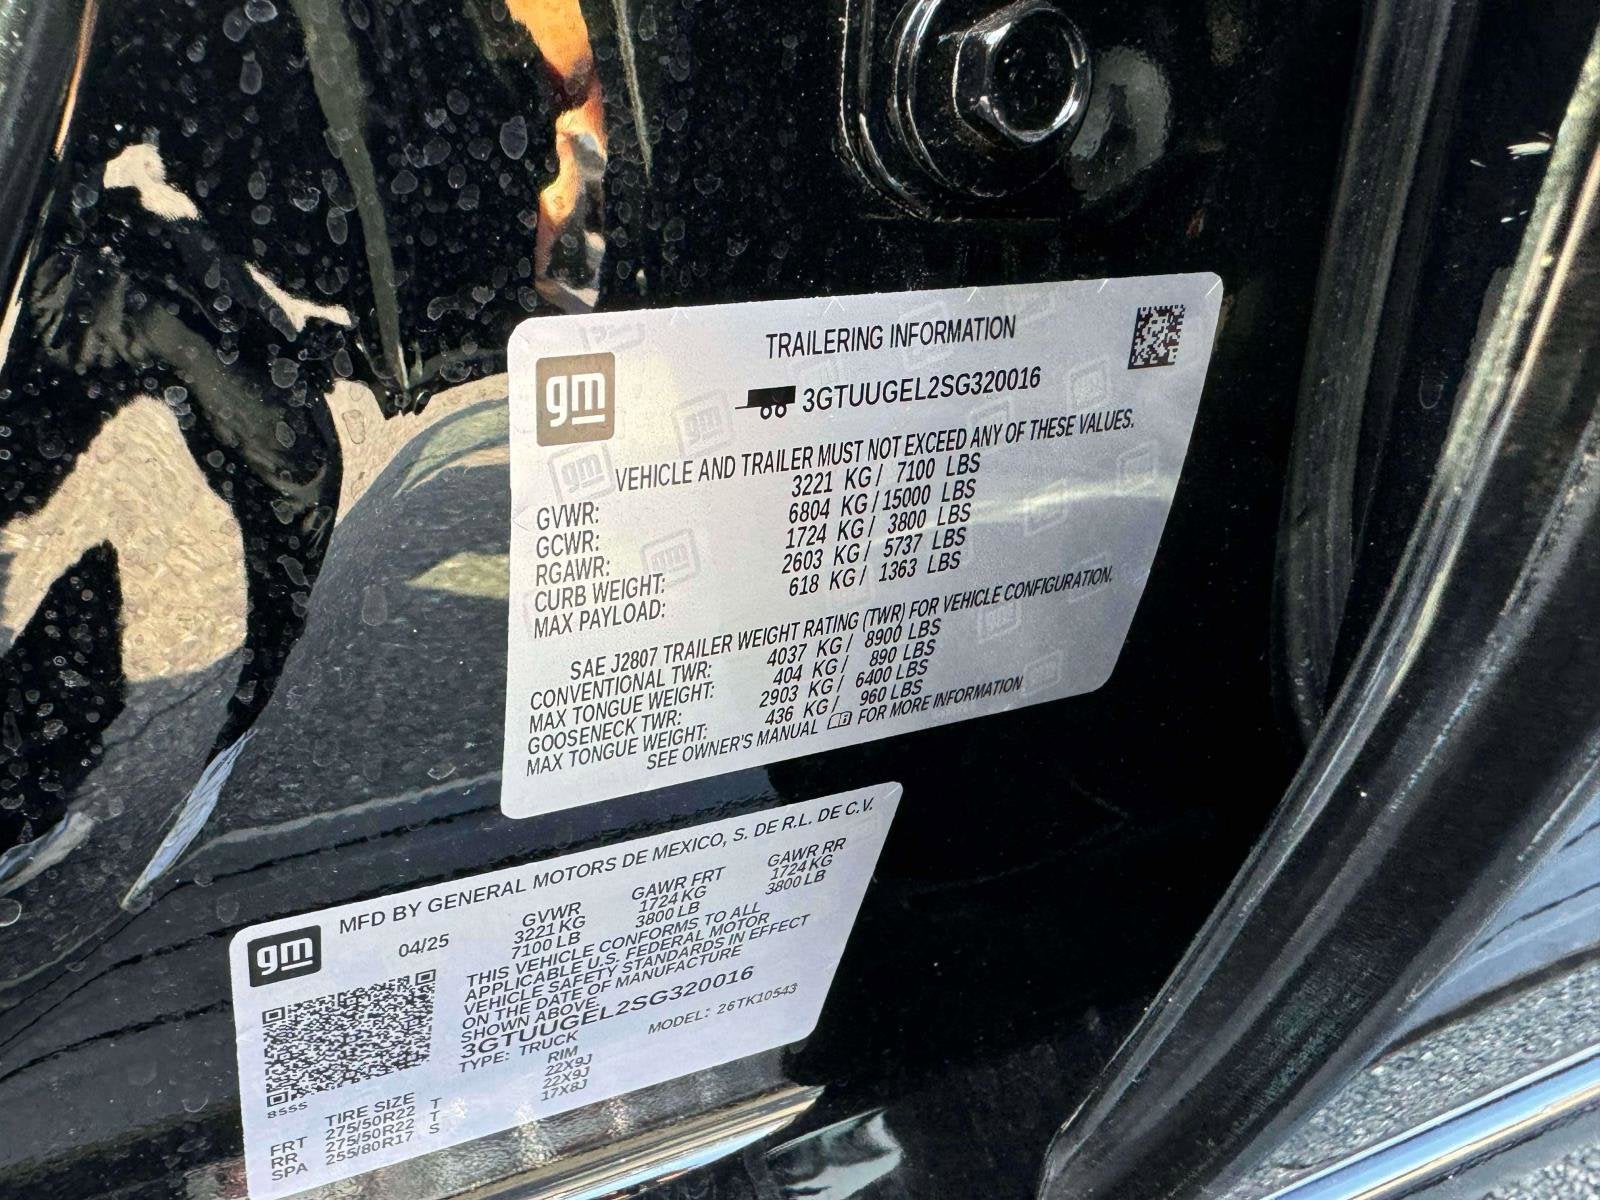 gm
TRAILERING INFORMATION
3GTUUGEL2SG320016
VEHICLE AND TRAILER MUST NOT EXCEED ANY OF THESE VALUES.
GVWR: 3221 KG/ 7100 LBS
GCWR: 6804 KG/15000 LBS
RGAWR: 1724 KG/ 3800 LBS
CURB WEIGHT: 2603 KG/ 5737 LBS
MAX PAYLOAD: 618 KG/ 1363 LBS
SAE J2807 TRAILER WEIGHT RATING (TWR) FOR VEHICLE CONFIGURATION.
CONVENTIONAL TWR: 4037 KG/ 8900 LBS
MAX TONGUE WEIGHT: 404 KG/ 890 LBS
GOOSENECK TWR: 2903 KG/ 6400 LBS
MAX TONGUE WEIGHT: 436 KG/ 960 LBS
SEE OWNER'S MANUAL FOR MORE INFORMATION
gm
MFD BY GENERAL MOTORS DE MEXICO, S. DE R.L. DE C.V.
04/25 GVWR GAWR FRT GAWR RR
3221 KG 1724 KG 1724 KG
7100 LB 3800 LB 3800 LB
THIS VEHICLE CONFORMS TO ALL
APPLICABLE U.S. FEDERAL MOTOR
VEHICLE SAFETY STANDARDS IN EFFECT
ON THE DATE OF MANUFACTURE
SHOWN ABOVE.
3GTUUGEL2SG320016
TYPE: TRUCK MODEL: 26TK10543
8555
TIRE SIZE RIM
FRT 275/50R22 T 22X9J
RR 275/50R22 T 22X9J
SPA 255/80R17 S 17X8J